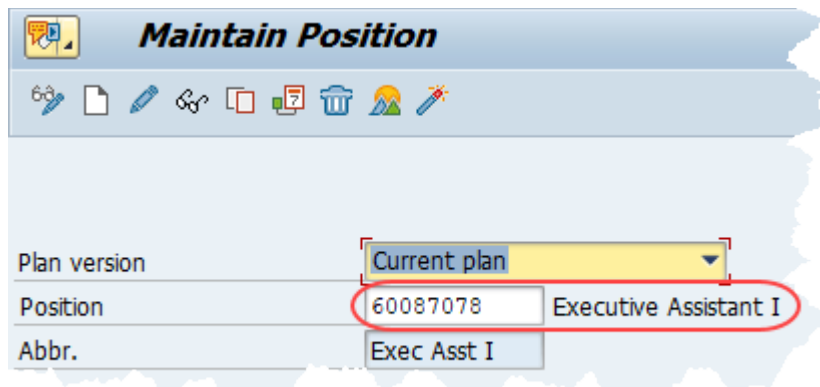 Maintain Position
Plan version Current plan
Position 60087078 Executive Assistant I
Abbr. Exec Asst I